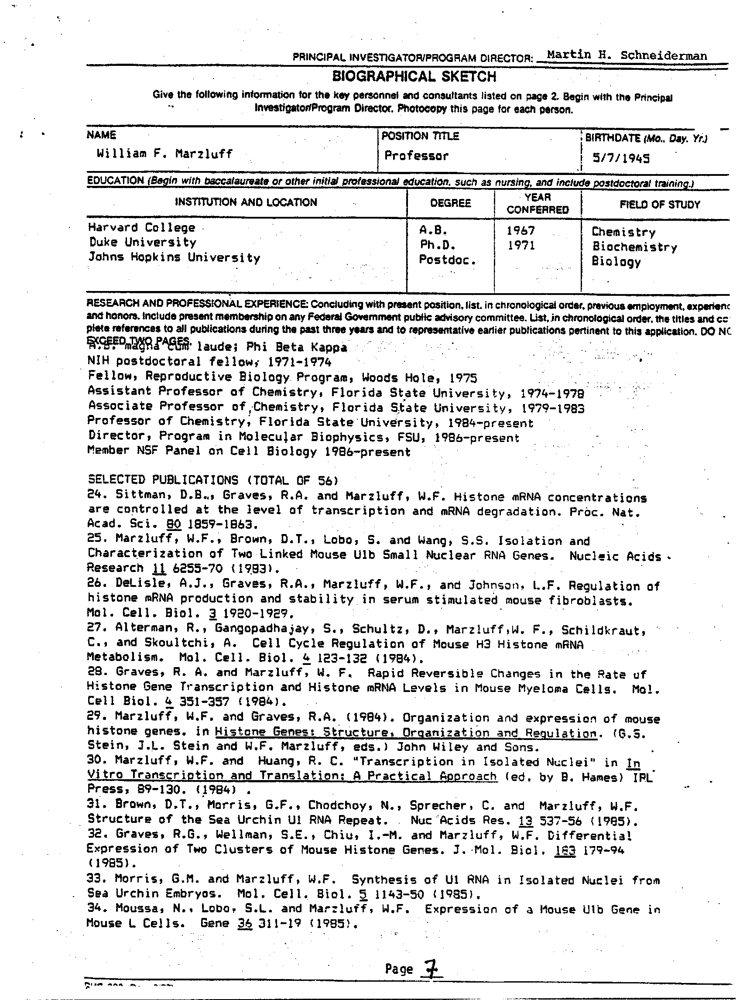 PRINCIPAL INVESTIGATOR/PROGRAM DIRECTOR: Martin H. Schneiderman
BIOGRAPHICAL SKETCH
Give the following information for the key personnel and consultants listed on page 2. Begin with the Principal
Investigator/Program Director. Photocopy this page for each person.
NAME POSITION TITLE BIRTHDATE (Mo., Day, Yr.)
William F. Marzluff Professor 5/7/1945
EDUCATION (Begin with baccalaureate or other initial professional education, such as nursing, and include postdoctoral training.)
INSTITUTION AND LOCATION DEGREE YEAR CONFERRED FIELD OF STUDY
Harvard College A.B. 1967 Chemistry
Duke University Ph.D. 1971 Biochemistry
Johns Hopkins University Postdoc. Biology
RESEARCH AND PROFESSIONAL EXPERIENCE: Concluding with present position, list, in chronological order, previous employment, experienc
and honors. Include present membership on any Federal Government public advisory committee. List, in chronological order, the titles and co
plete references to all publications during the past three years and to representative earlier publications pertinent to this application. DO NO
EXCEED TWO PAGES.
A.B. magna cum laude; Phi Beta Kappa
NIH postdoctoral fellow, 1971-1974
Fellow, Reproductive Biology Program, Woods Hole, 1975
Assistant Professor of Chemistry, Florida State University, 1974-1978
Associate Professor of Chemistry, Florida State University, 1979-1983
Professor of Chemistry, Florida State University, 1984-present
Director, Program in Molecular Biophysics, FSU, 1986-present
Member NSF Panel on Cell Biology 1986-present
SELECTED PUBLICATIONS (TOTAL OF 56)
24. Sittman, D.B., Graves, R.A. and Marzluff, W.F. Histone mRNA concentrations
are controlled at the level of transcription and mRNA degradation. Proc. Nat.
Acad. Sci. 80 1859-1863.
25. Marzluff, W.F., Brown, D.T., Lobo, S. and Wang, S.S. Isolation and
Characterization of Two Linked Mouse U1b Small Nuclear RNA Genes. Nucleic Acids
Research 11 6255-70 (1983).
26. DeLisle, A.J., Graves, R.A., Marzluff, W.F., and Johnson, L.F. Regulation of
histone mRNA production and stability in serum stimulated mouse fibroblasts.
Mol. Cell. Biol. 3 1920-1929.
27. Alterman, R., Gangopadhajay, S., Schultz, D., Marzluff,W. F., Schildkraut,
C., and Skoultchi, A. Cell Cycle Regulation of Mouse H3 Histone mRNA
Metabolism. Mol. Cell. Biol. 4 123-132 (1984).
28. Graves, R. A. and Marzluff, W. F. Rapid Reversible Changes in the Rate of
Histone Gene Transcription and Histone mRNA Levels in Mouse Myeloma Cells. Mol.
Cell Biol. 4 351-357 (1984).
29. Marzluff, W.F. and Graves, R.A. (1984). Organization and expression of mouse
histone genes. in Histone Genes: Structure, Organization and Regulation. (G.S.
Stein, J.L. Stein and W.F. Marzluff, eds.) John Wiley and Sons.
30. Marzluff, W.F. and Huang, R. C. "Transcription in Isolated Nuclei" in In
Vitro Transcription and Translation: A Practical Approach (ed. by B. Hames) IRL
Press, 89-130. (1984) .
31. Brown, D.T., Morris, G.F., Chodchoy, N., Sprecher, C. and Marzluff, W.F.
Structure of the Sea Urchin U1 RNA Repeat. Nuc Acids Res. 13 537-56 (1985).
32. Graves, R.G., Wellman, S.E., Chiu, I.-M. and Marzluff, W.F. Differential
Expression of Two Clusters of Mouse Histone Genes. J. Mol. Biol. 183 179-94
(1985).
33. Morris, G.M. and Marzluff, W.F. Synthesis of U1 RNA in Isolated Nuclei from
Sea Urchin Embryos. Mol. Cell. Biol. 5 1143-50 (1985).
34. Moussa, N., Lobo, S.L. and Marzluff, W.F. Expression of a Mouse U1b Gene in
Mouse L Cells. Gene 36 311-19 (1985).
Page 7